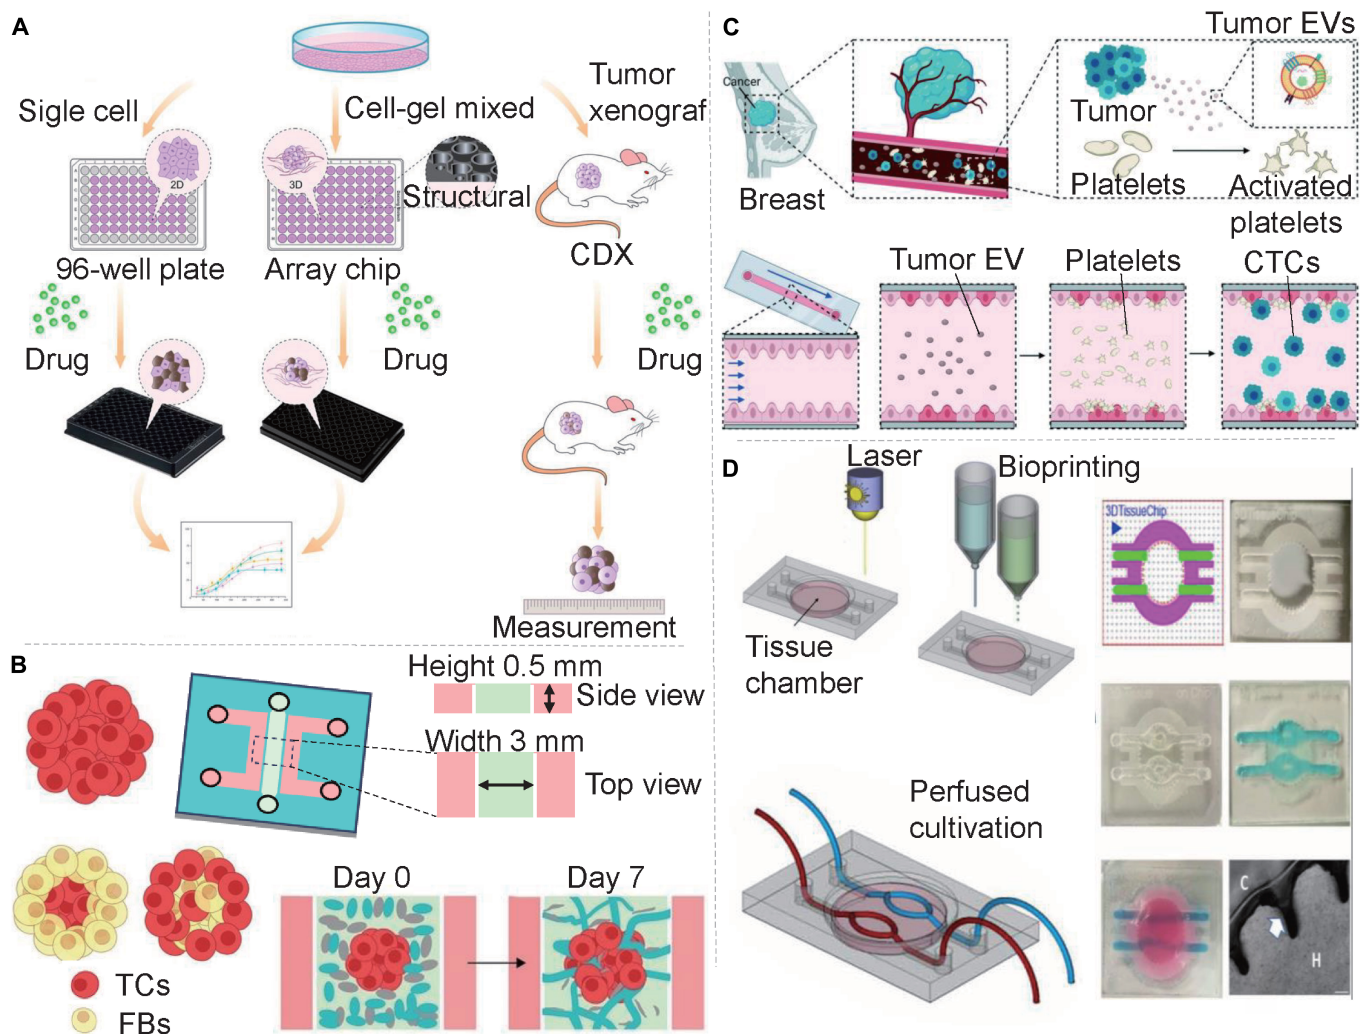 A
Sigle cell
Cell-gel mixed
Tumor
xenograf
2D
3D
Structural
96-well plate
Array chip
CDX
Drug
Drug
Drug
Measurement
B
Height 0.5 mm
Side view
Width 3 mm
Top view
Day 0
Day 7
TCs
FBs
C
Cancer
Breast
Tumor EVs
Tumor
Platelets
Activated
platelets
Tumor EV
Platelets
CTCs
D
Laser
Bioprinting
Tissue
chamber
3DTissueChip
Perfused
cultivation
C
H